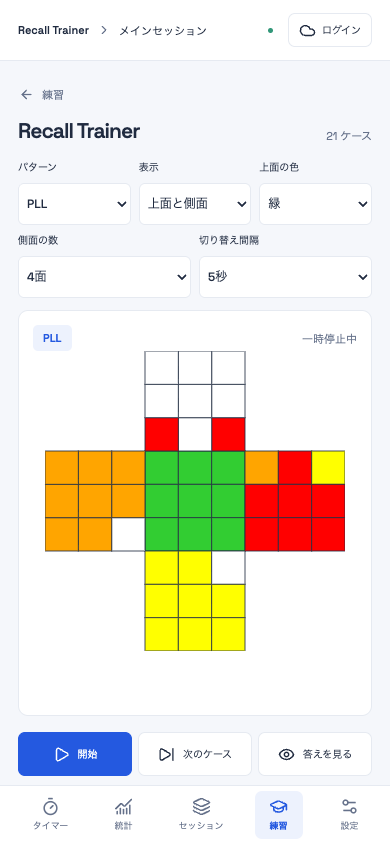 Recall Trainer > メインセッション
ログイン
← 練習
Recall Trainer
21 ケース
パターン 表示 上面の色
PLL 上面と側面 緑
側面の数 切り替え間隔
4面 5秒
PLL 一時停止中
開始 次のケース 答えを見る
タイマー 統計 セッション 練習 設定